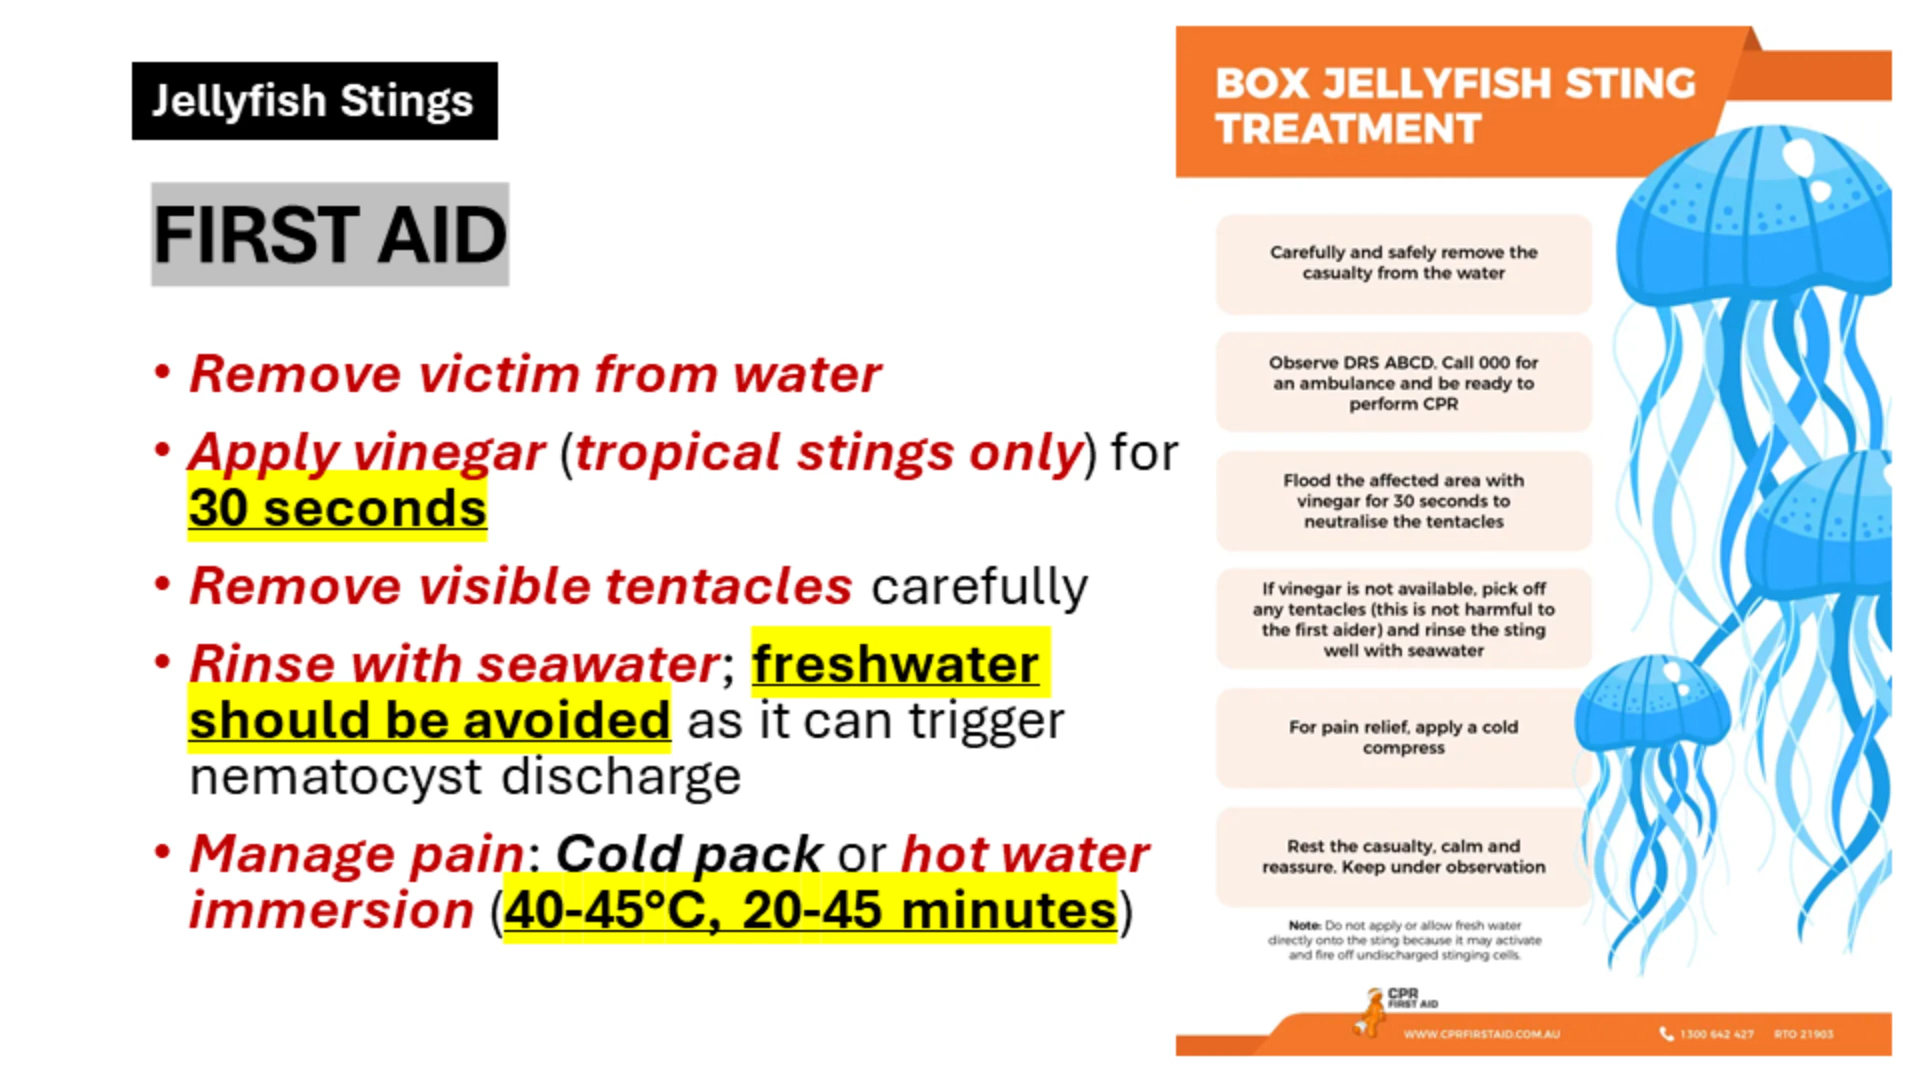 Jellyfish Stings
FIRST AID
• Remove victim from water
• Apply vinegar (tropical stings only) for
30 seconds
• Remove visible tentacles carefully
• Rinse with seawater; freshwater
should be avoided as it can trigger
nematocyst discharge
• Manage pain: Cold pack or hot water
immersion (40-45°C, 20-45 minutes)
BOX JELLYFISH STING
TREATMENT
Carefully and safely remove the
casualty from the water
Observe DRS ABCD. Call 000 for
an ambulance and be ready to
perform CPR
Flood the affected area with
vinegar for 30 seconds to
neutralise the tentacles
If vinegar is not available, pick off
any tentacles (this is not harmful to
the first aider) and rinse the sting
well with seawater
For pain relief, apply a cold
compress
Rest the casualty, calm and
reassure. Keep under observation
Note: Do not apply or allow fresh water
directly onto the sting because it may activate
and fire off undischarged stinging cells.
CPR
FIRST AID
WWW.CPRFIRSTAID.COM.AU
1300 642 427
RTO 21903